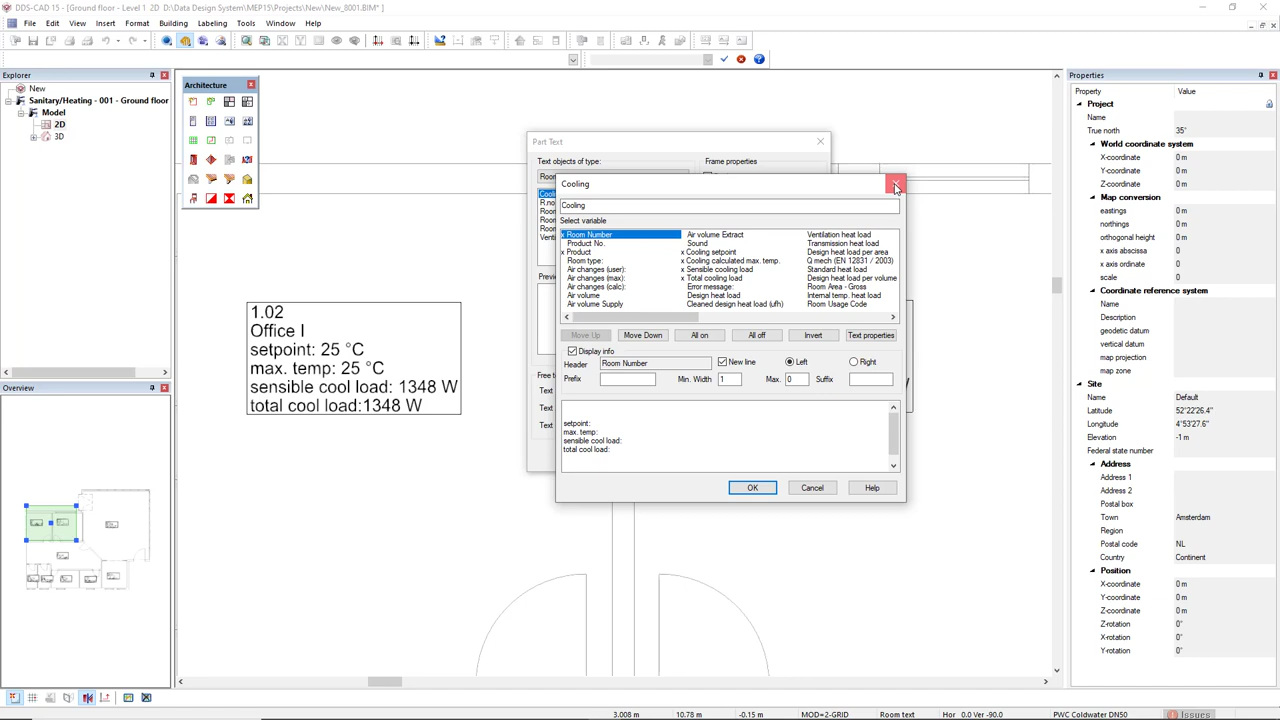 DDS-CAD 15 - [Ground floor - Level 1 2D D:\Data Design System\MEP15\Projects\New\New_8001.BIM* ]
File Edit View Insert Format Building Labeling Tools Window Help
Explorer
New
Sanitary/Heating - 001 - Ground floor
Model
2D
3D
Overview
Architecture
1.02
Office I
setpoint: 25 °C
max. temp: 25 °C
sensible cool load: 1348 W
total cool load:1348 W
Part Text
Text objects of type:
Frame properties
Room
Cooling
R.no
Room
Room
Room
Venti
Preview
Free te
Text
Text
Text
Cooling
Cooling
Select variable
x Room Number Air volume Extract Ventilation heat load
Product No. Sound Transmission heat load
x Product x Cooling setpoint Design heat load per area
Room type: x Cooling calculated max. temp. Q mech (EN 12831 / 2003)
Air changes (user): x Sensible cooling load Standard heat load
Air changes (max): x Total cooling load Design heat load per volume
Air changes (calc): Error message: Room Area - Gross
Air volume Design heat load Internal temp. heat load
Air volume Supply Cleaned design heat load (ufh) Room Usage Code
Move Up Move Down All on All off Invert Text properties
Display info
Header Room Number New line Left Right
Prefix Min. Width 1 Max. 0 Suffix
setpoint:
max. temp:
sensible cool load:
total cool load:
OK Cancel Help
Properties
Property Value
Project
Name
True north 35°
World coordinate system
X-coordinate 0 m
Y-coordinate 0 m
Z-coordinate 0 m
Map conversion
eastings 0 m
northings 0 m
orthogonal height 0 m
x axis abscissa 0 m
x axis ordinate 0 m
scale 0 m
Coordinate reference system
Name
Description
geodetic datum
vertical datum
map projection
map zone
Site
Name Default
Latitude 52°22'26.4"
Longitude 4°53'27.6"
Elevation -1 m
Federal state number
Address
Address 1
Address 2
Postal box
Town Amsterdam
Region
Postal code NL
Country Continent
Position
X-coordinate 0 m
Y-coordinate 0 m
Z-coordinate 0 m
Z-rotation 0°
X-rotation 0°
Y-rotation 0°
3.008 m 10.78 m -0.15 m MOD=2-GRID Room text Hor 0.0 Ver -90.0 PWC Coldwater DN50 Issues